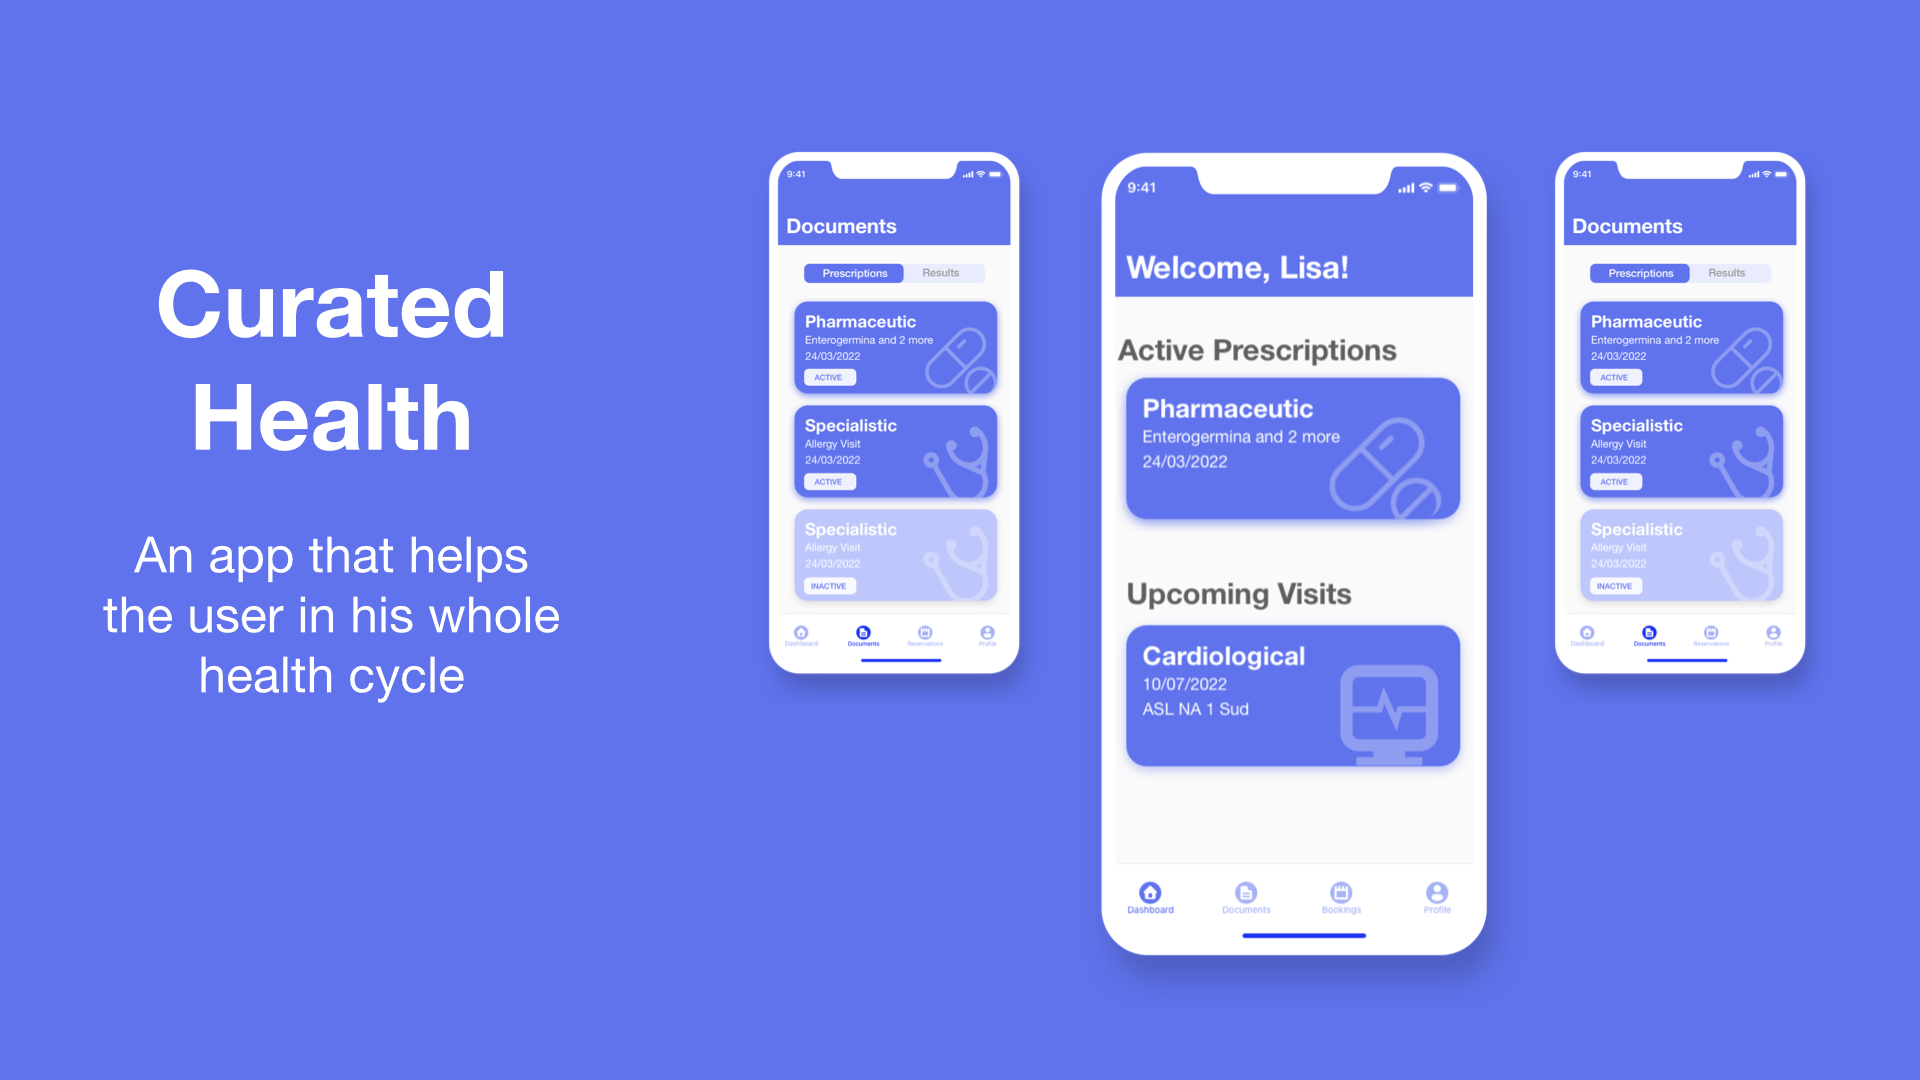 Curated
Health
An app that helps
the user in his whole
health cycle
9:41
Documents
Prescriptions Results
Pharmaceutic
Enterogermina and 2 more
24/03/2022
ACTIVE
Specialistic
Allergy Visit
24/03/2022
ACTIVE
Specialistic
Allergy Visit
24/03/2022
INACTIVE
Dashboard Documents Reservations Profile
9:41
Welcome, Lisa!
Active Prescriptions
Pharmaceutic
Enterogermina and 2 more
24/03/2022
Upcoming Visits
Cardiological
10/07/2022
ASL NA 1 Sud
Dashboard Documents Bookings Profile
9:41
Documents
Prescriptions Results
Pharmaceutic
Enterogermina and 2 more
24/03/2022
ACTIVE
Specialistic
Allergy Visit
24/03/2022
ACTIVE
Specialistic
Allergy Visit
24/03/2022
INACTIVE
Dashboard Documents Reservations Profile